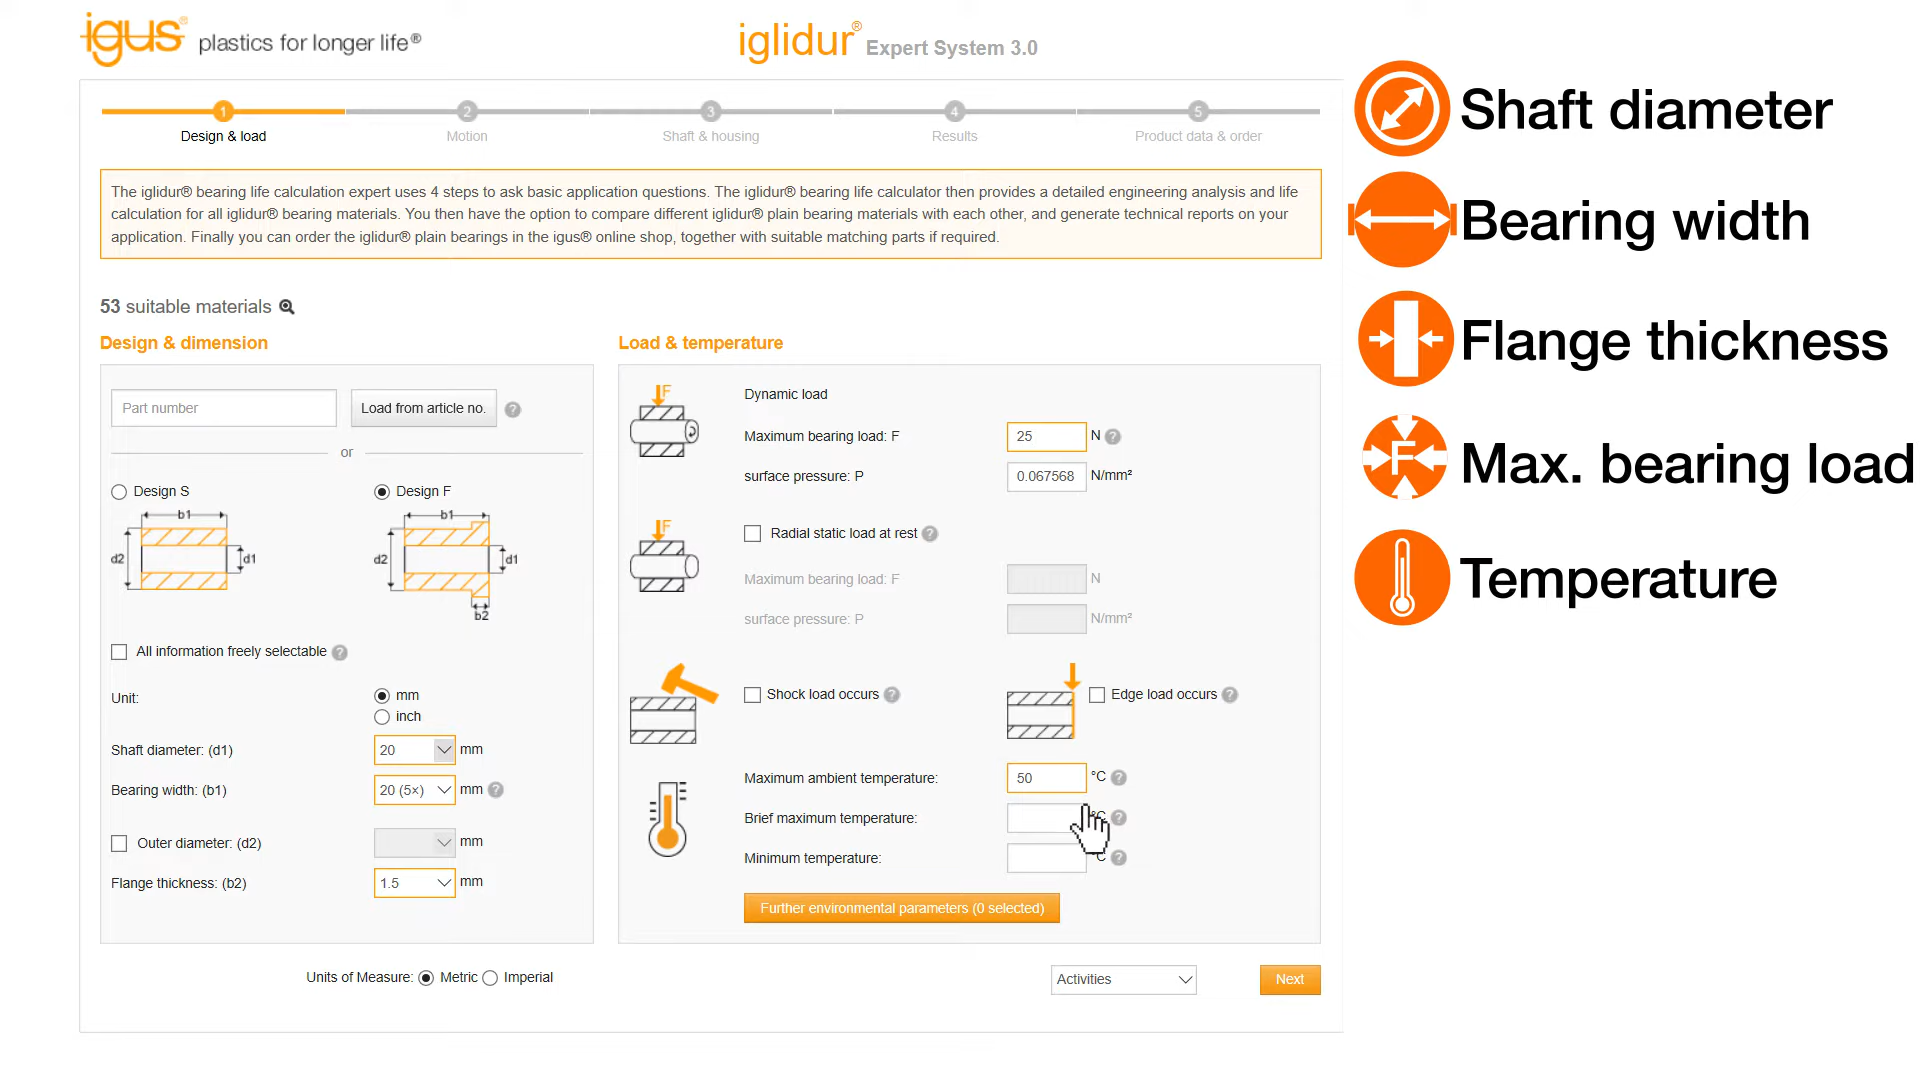 igus® plastics for longer life®
iglidur® Expert System 3.0
1 2 3 4 5
Design & load Motion Shaft & housing Results Product data & order
The iglidur® bearing life calculation expert uses 4 steps to ask basic application questions. The iglidur® bearing life calculator then provides a detailed engineering analysis and life
calculation for all iglidur® bearing materials. You then have the option to compare different iglidur® plain bearing materials with each other, and generate technical reports on your
application. Finally you can order the iglidur® plain bearings in the igus® online shop, together with suitable matching parts if required.
53 suitable materials
Design & dimension
Part number Load from article no. ?
or
Design S Design F
b1 b1
d2 d1 d2 d1
b2
All information freely selectable ?
Unit: mm
inch
Shaft diameter: (d1) 20 mm
Bearing width: (b1) 20 (5×) mm ?
Outer diameter: (d2) mm
Flange thickness: (b2) 1.5 mm
Load & temperature
F Dynamic load
Maximum bearing load: F 25 N ?
surface pressure: P 0.067568 N/mm²
F Radial static load at rest ?
Maximum bearing load: F N
surface pressure: P N/mm²
Shock load occurs ? Edge load occurs ?
Maximum ambient temperature: 50 °C ?
Brief maximum temperature: °C ?
Minimum temperature: °C ?
Further environmental parameters (0 selected)
Units of Measure: Metric Imperial Activities Next
Shaft diameter
Bearing width
Flange thickness
F Max. bearing load
Temperature